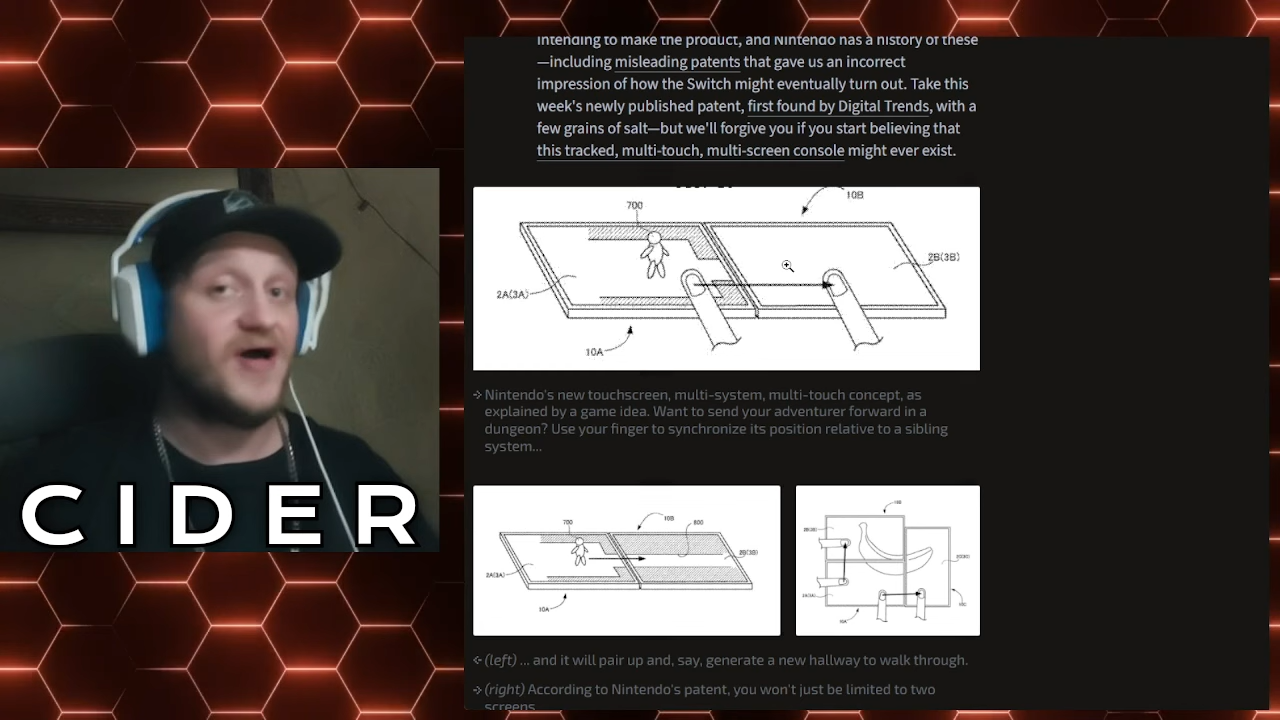 intending to make the product, and Nintendo has a history of these
—including misleading patents that gave us an incorrect
impression of how the Switch might eventually turn out. Take this
week's newly published patent, first found by Digital Trends, with a
few grains of salt—but we'll forgive you if you start believing that
this tracked, multi-touch, multi-screen console might ever exist.
700
10B
2B(3B)
2A(3A)
10A
Nintendo's new touchscreen, multi-system, multi-touch concept, as
explained by a game idea. Want to send your adventurer forward in a
dungeon? Use your finger to synchronize its position relative to a sibling
system...
CIDER
700
10B
800
2B(3B)
2A(3A)
10A
(left) ... and it will pair up and, say, generate a new hallway to walk through.
(right) According to Nintendo's patent, you won't just be limited to two
screens